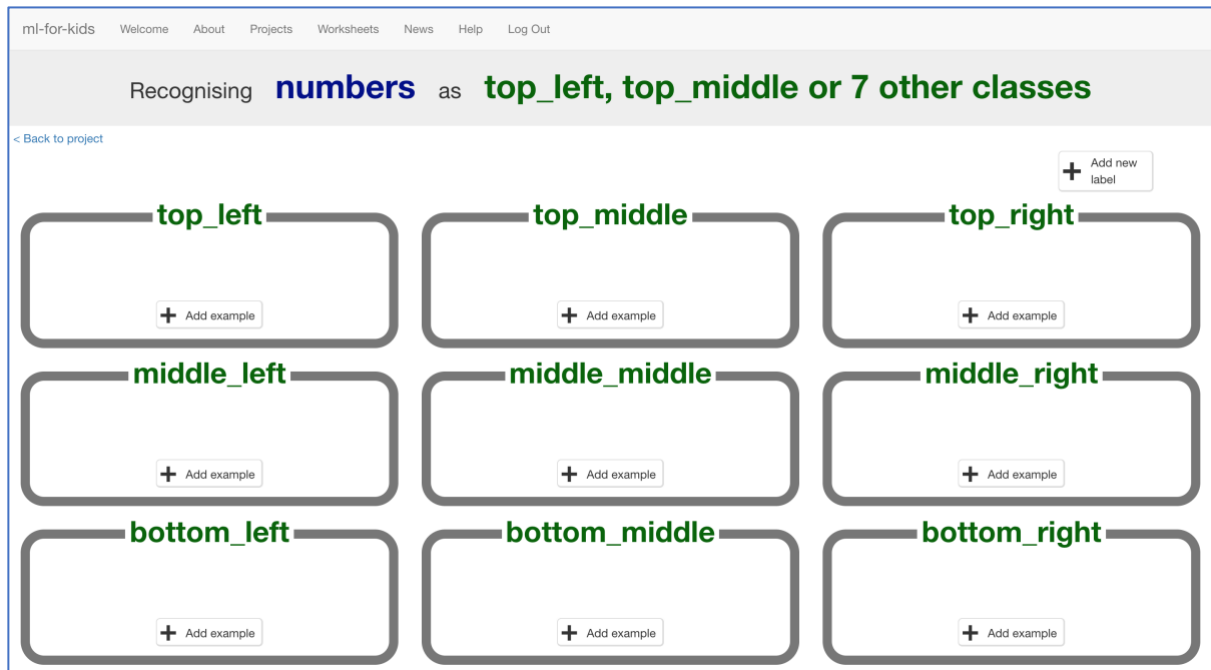 ml-for-kids Welcome About Projects Worksheets News Help Log Out
Recognising numbers as top_left, top_middle or 7 other classes
< Back to project
+ Add new
label
top_left top_middle top_right
+ Add example + Add example + Add example
middle_left middle_middle middle_right
+ Add example + Add example + Add example
bottom_left bottom_middle bottom_right
+ Add example + Add example + Add example